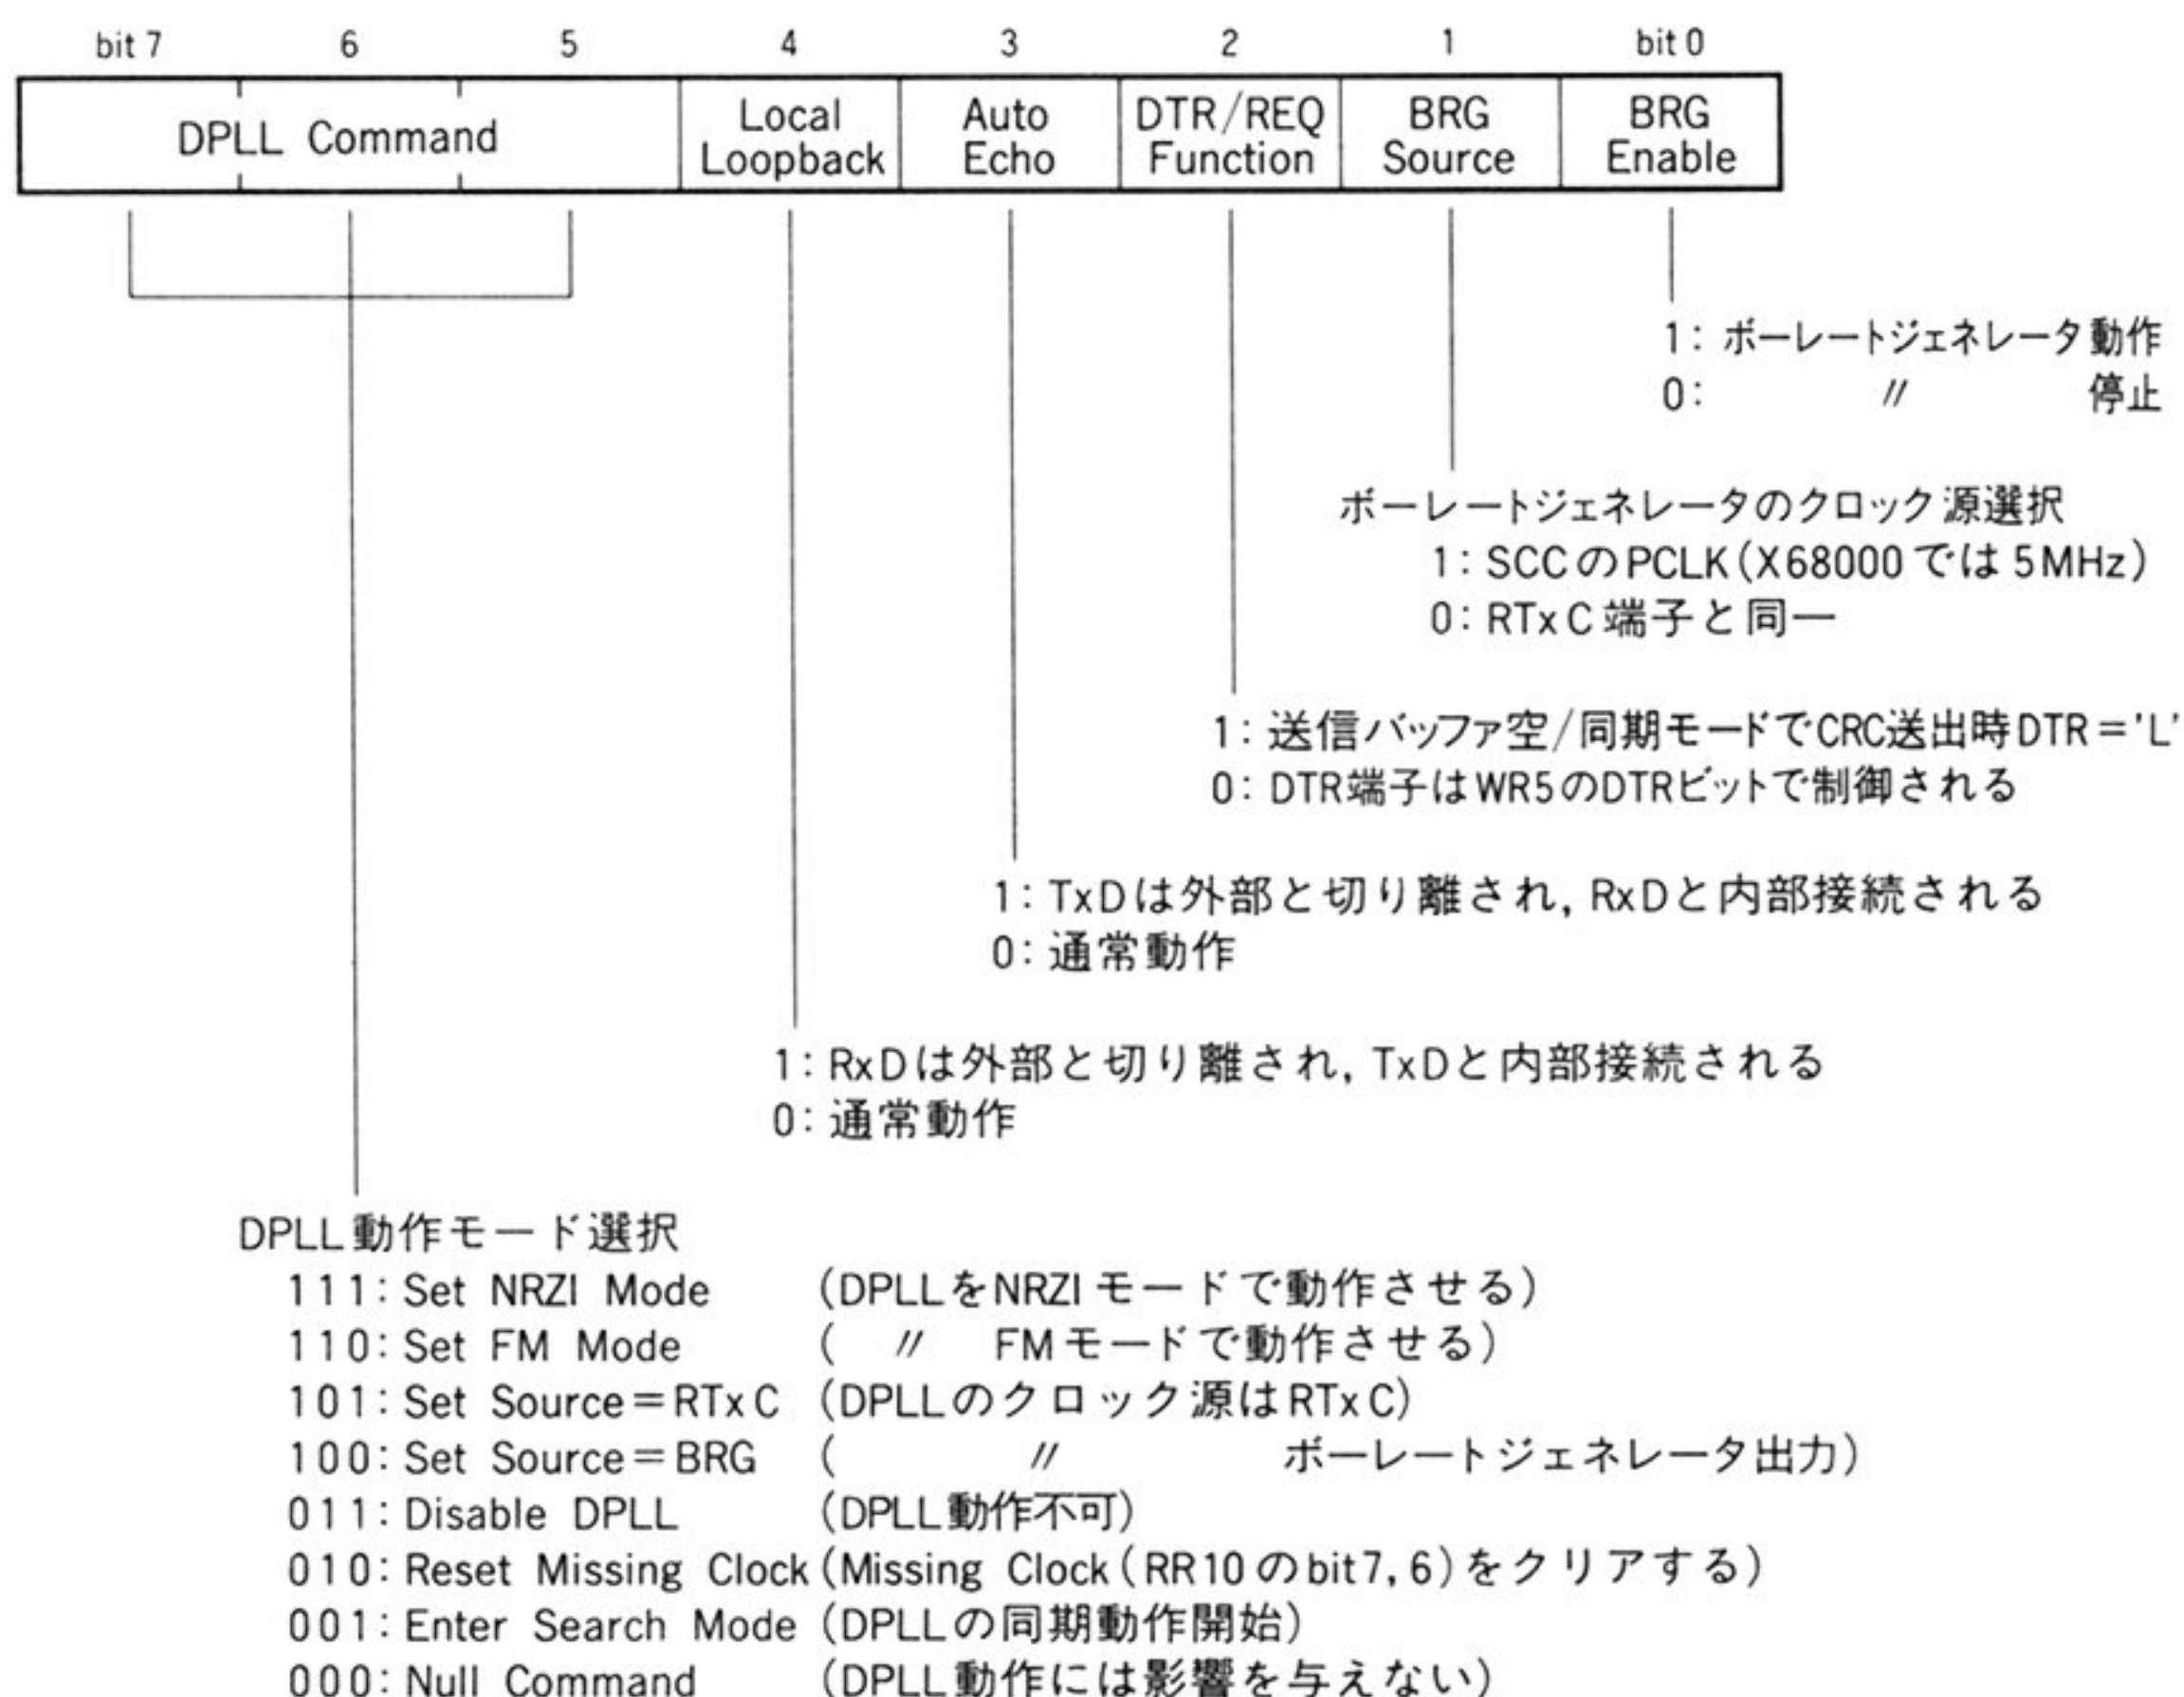 bit 7 6 5 4 3 2 1 bit 0
DPLL Command
Local Loopback
Auto Echo
DTR/REQ Function
BRG Source
BRG Enable
1: ボーレートジェネレータ動作
0: 〃 停止
ボーレートジェネレータのクロック源選択
1: SCCのPCLK(X68000では5MHz)
0: RTxC端子と同一
1: 送信バッファ空/同期モードでCRC送出時DTR='L'
0: DTR端子はWR5のDTRビットで制御される
1: TxDは外部と切り離され, RxDと内部接続される
0: 通常動作
1: RxDは外部と切り離され, TxDと内部接続される
0: 通常動作
DPLL動作モード選択
111: Set NRZI Mode (DPLLをNRZIモードで動作させる)
110: Set FM Mode ( 〃 FMモードで動作させる)
101: Set Source=RTxC (DPLLのクロック源はRTxC)
100: Set Source=BRG ( 〃 ボーレートジェネレータ出力)
011: Disable DPLL (DPLL動作不可)
010: Reset Missing Clock (Missing Clock(RR10のbit7, 6)をクリアする)
001: Enter Search Mode (DPLLの同期動作開始)
000: Null Command (DPLL動作には影響を与えない)